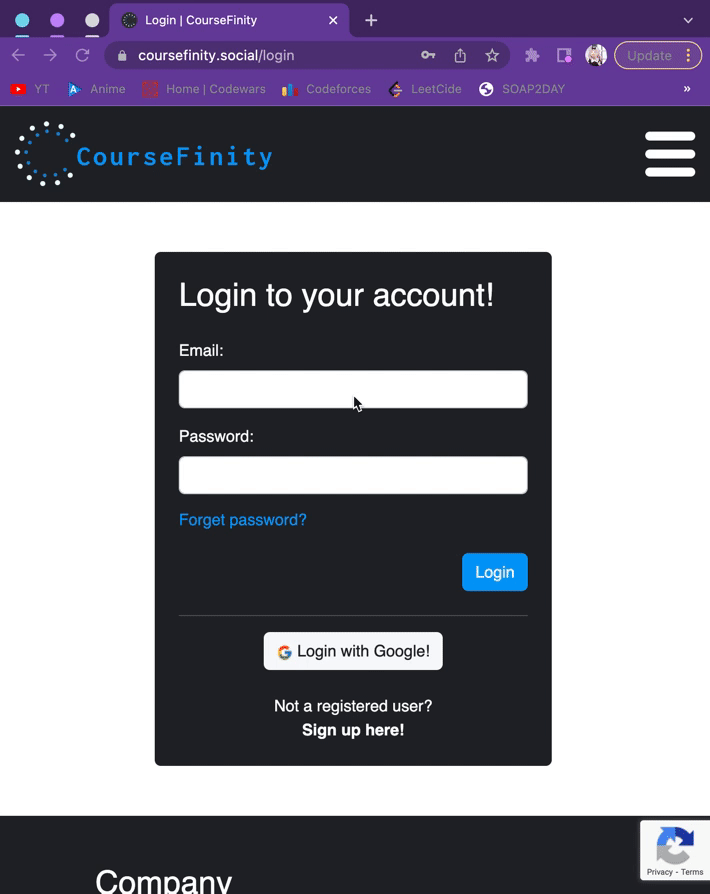 Login | CourseFinity
coursefinity.social/login
Update
YT
Anime
Home | Codewars
Codeforces
LeetCide
SOAP2DAY
»
CourseFinity
Login to your account!
Email:
Password:
Forget password?
Login
Login with Google!
Not a registered user?
Sign up here!
Privacy - Terms
Company